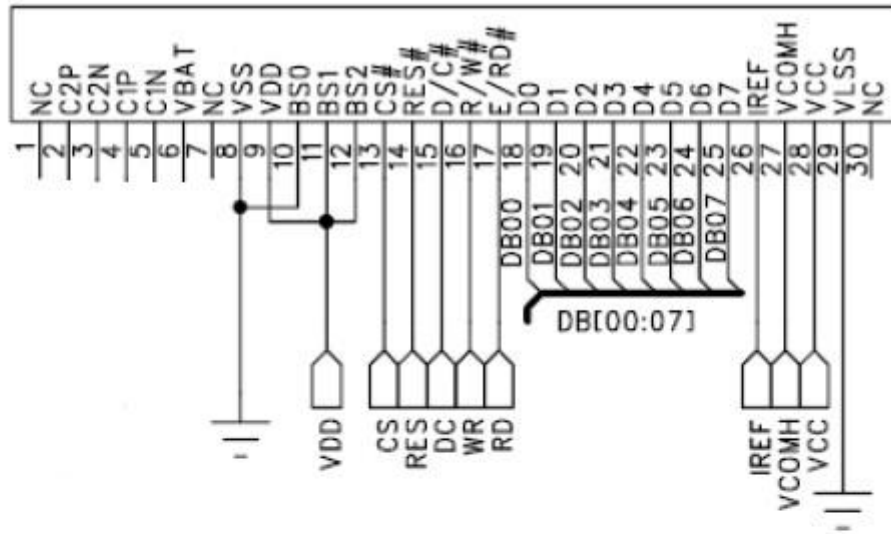 NC C2P C2N C1P C1N VBAT NC VSS VDD BS0 BS1 BS2 CS# RES# D/C# R/W# E/RD# D0 D1 D2 D3 D4 D5 D6 D7 IREF VCOMH VCC VLSS NC
1 2 3 4 5 6 7 8 9 10 11 12 13 14 15 16 17 18 19 20 21 22 23 24 25 26 27 28 29 30
DB00 DB01 DB02 DB03 DB04 DB05 DB06 DB07
DB[00:07]
VDD CS RES DC WR RD IREF VCOMH VCC